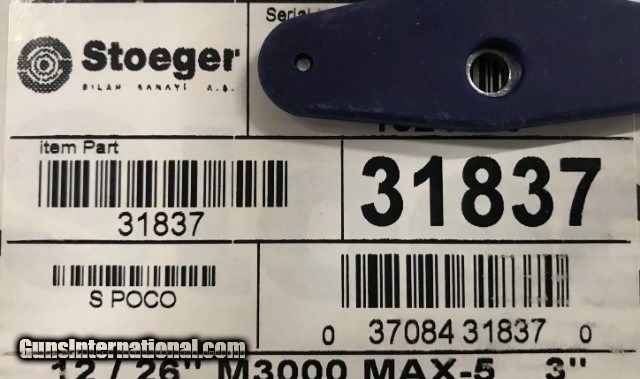 Stoeger
SILAH SANAYİ A.Ş.
Serial
item Part
31837
31837
S POCO
0 37084 31837 0
GunsInternational.com
12 / 26" M3000 MAX-5 3"